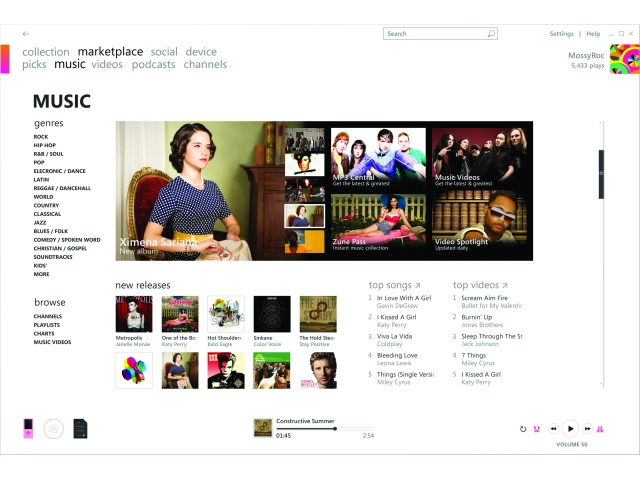 Search
Settings | Help
collection marketplace social device
picks music videos podcasts channels
MossyRoc
5,433 plays
MUSIC
genres
ROCK
HIP HOP
R&B / SOUL
POP
ELECRONIC / DANCE
LATIN
REGGAE / DANCEHALL
WORLD
COUNTRY
CLASSICAL
JAZZ
BLUES / FOLK
COMEDY / SPOKEN WORD
CHRISTIAN / GOSPEL
SOUNDTRACKS
KIDS'
MORE
browse
CHANNELS
PLAYLISTS
CHARTS
MUSIC VIDEOS
Ximena Sariana
New album
MP3 Central
Get the latest & greatest
Music Videos
Get the latest & greatest
Zune Pass
Instant music collection
Video Spotlight
Updated daily
new releases
Metropolis
Janelle Monáe
One of the Bo
Katy Perry
Hot Shoulders
Bald Eagle
Sinkane
Color Voice
The Hold Stea
Stay Positive
top songs
1 In Love With A Girl
Gavin DeGraw
2 I Kissed A Girl
Katy Perry
3 Viva La Vida
Coldplay
4 Bleeding Love
Leona Lewis
5 Things (Single Versi
Miley Cyrus
top videos
1 Scream Aim Fire
Bullet for My Valentin
2 Burnin' Up
Jonas Brothers
3 Sleep Through The St
Jack Johnson
4 7 Things
Miley Cyrus
5 I Kissed A Girl
Katy Perry
Constructive Summer
01:45
2:54
VOLUME 50